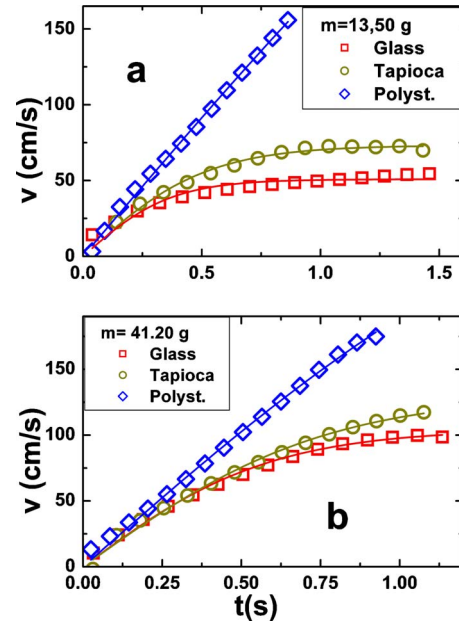 a
m=13,50 g
Glass
Tapioca
Polyst.
v (cm/s)
150
100
50
0
0.0
0.5
1.0
1.5
m= 41.20 g
Glass
Tapioca
Polyst.
v (cm/s)
150
100
50
0
b
0.00
0.25
0.50
0.75
1.00
t(s)